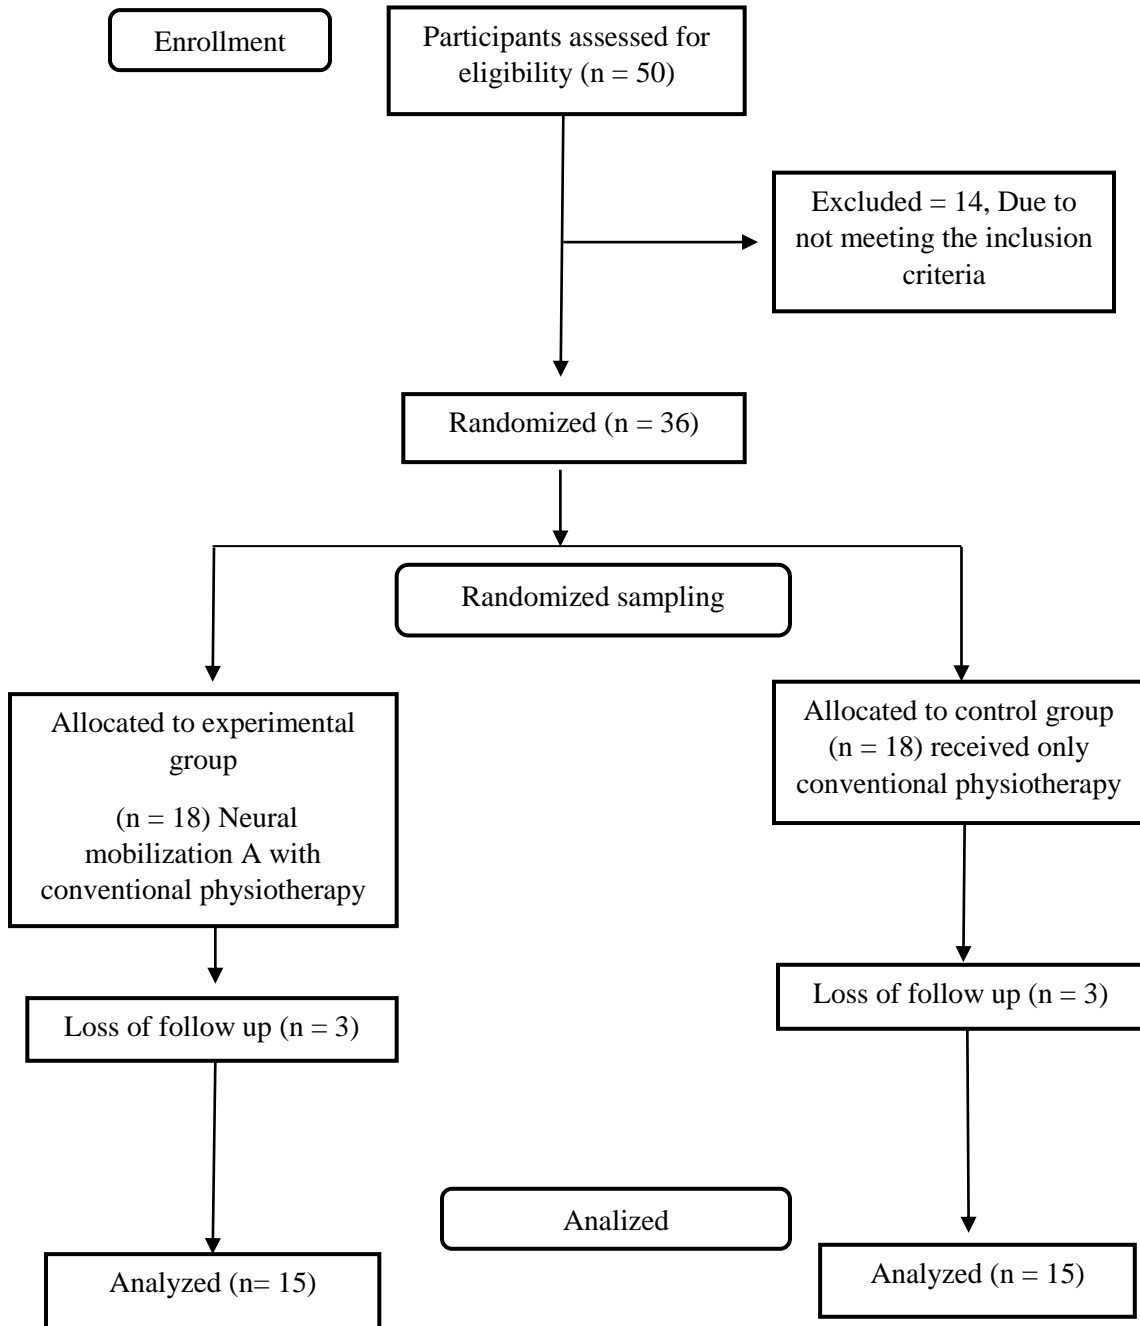 Enrollment
Participants assessed for
eligibility (n = 50)
Excluded = 14, Due to
not meeting the inclusion
criteria
Randomized (n = 36)
Randomized sampling
Allocated to experimental
group
(n = 18) Neural
mobilization A with
conventional physiotherapy
Allocated to control group
(n = 18) received only
conventional physiotherapy
Loss of follow up (n = 3)
Loss of follow up (n = 3)
Analized
Analyzed (n= 15)
Analyzed (n = 15)